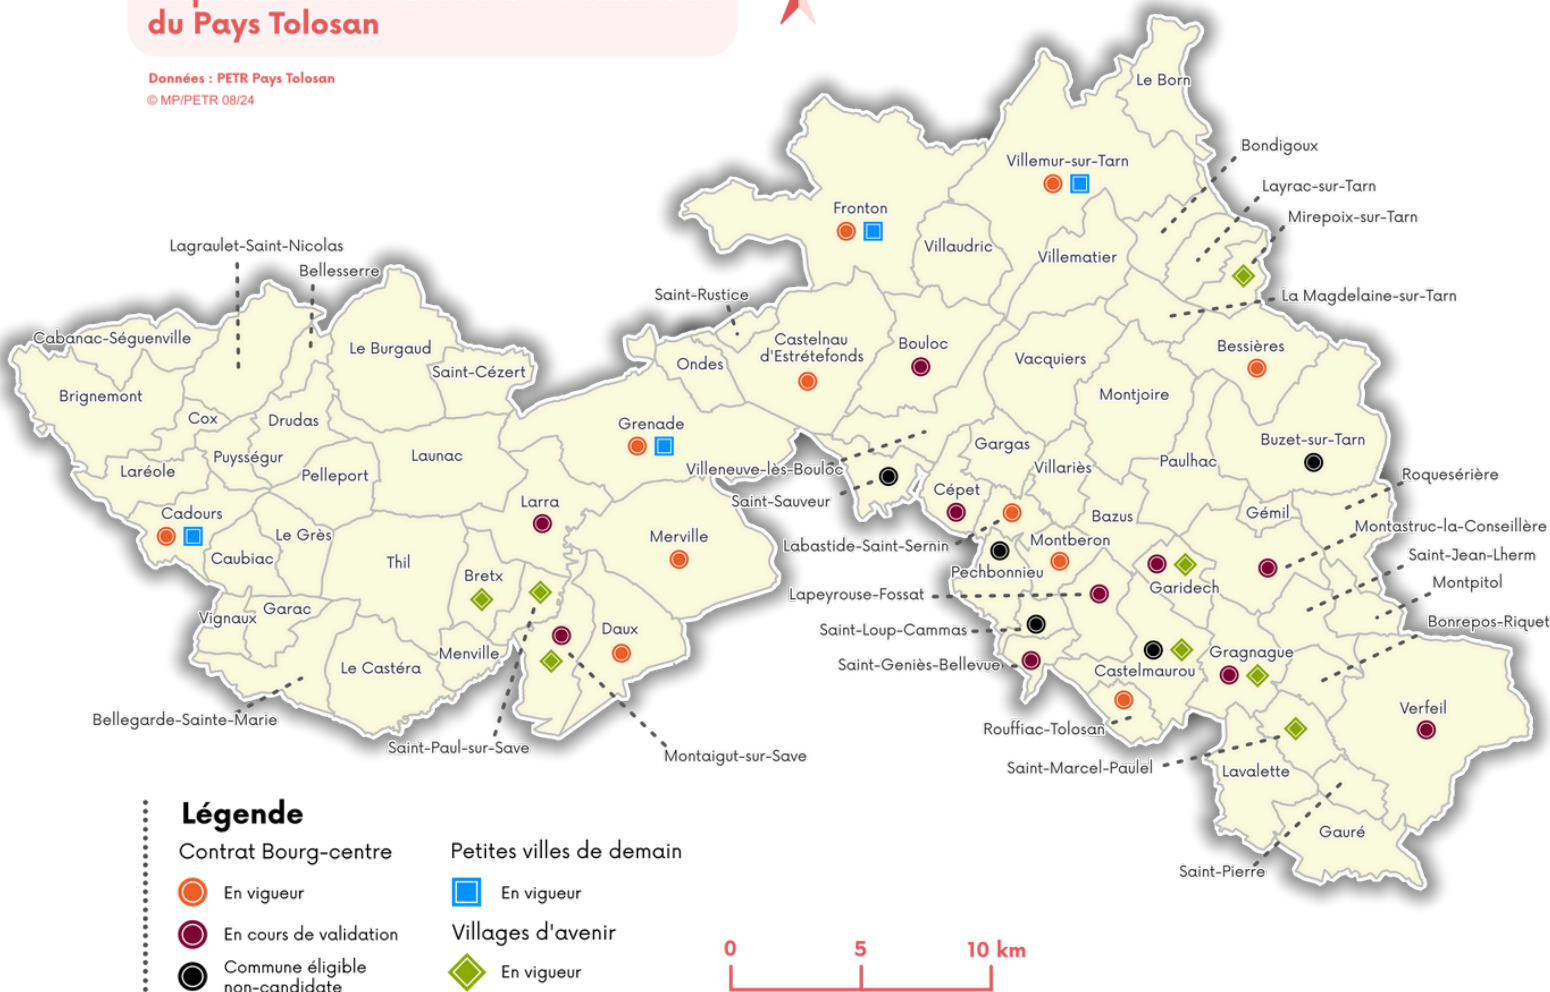 du Pays Tolosan
Données : PETR Pays Tolosan
© MP/PETR 08/24
Le Born
Bondigoux
Villemur-sur-Tarn
Layrac-sur-Tarn
Fronton
Mirepoix-sur-Tarn
Lagraulet-Saint-Nicolas
Villaudric
Villematier
Bellesserre
Saint-Rustice
La Magdelaine-sur-Tarn
Cabanac-Séguenville
Le Burgaud
Castelnau
d'Estrétefonds
Bouloc
Bessières
Vacquiers
Ondes
Saint-Cézert
Brignemont
Montjoire
Cox
Drudas
Grenade
Buzet-sur-Tarn
Gargas
Puységur
Launac
Paulhac
Villariès
Laréole
Pelleport
Villeneuve-lès-Bouloc
Roquesérière
Cépet
Saint-Sauveur
Larra
Cadours
Gémil
Bazus
Montastruc-la-Conseillère
Le Grès
Merville
Montberon
Labastide-Saint-Sernin
Saint-Jean-Lherm
Caubiac
Thil
Pechbonnieu
Bretx
Montpitol
Garidech
Lapeyrouse-Fossat
Garac
Vignaux
Bonrepos-Riquet
Daux
Saint-Loup-Cammas
Menville
Gragnague
Saint-Geniès-Bellevue
Le Castéra
Castelmaurou
Verfeil
Bellegarde-Sainte-Marie
Rouffiac-Tolosan
Saint-Paul-sur-Save
Montaigut-sur-Save
Saint-Marcel-Paulel
Lavalette
Gauré
Saint-Pierre
Légende
Contrat Bourg-centre
En vigueur
En cours de validation
Commune éligible
non-candidate
Petites villes de demain
En vigueur
Villages d'avenir
En vigueur
0 5 10 km